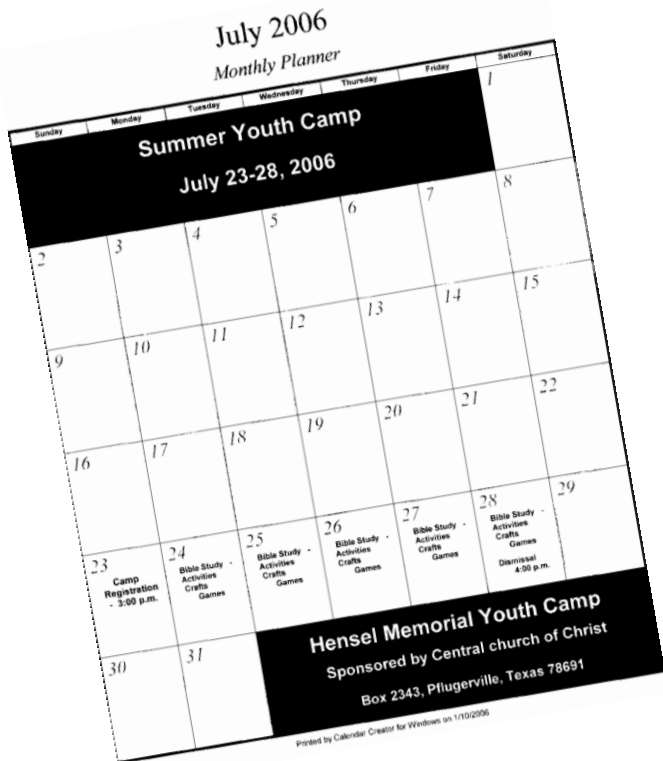 July 2006
Monthly Planner
Sunday Monday Tuesday Wednesday Thursday Friday Saturday
Summer Youth Camp
July 23-28, 2006
1
2 3 4 5 6 7 8
9 10 11 12 13 14 15
16 17 18 19 20 21 22
23 24 25 26 27 28 29
Camp
Registration
- 3:00 p.m.
Bible Study -
Activities
Crafts
Games
Bible Study -
Activities
Crafts
Games
Bible Study -
Activities
Crafts
Games
Bible Study -
Activities
Crafts
Games
Bible Study -
Activities
Crafts
Games
Dismissal
4:00 p.m.
30 31
Hensel Memorial Youth Camp
Sponsored by Central church of Christ
Box 2343, Pflugerville, Texas 78691
Printed by Calendar Creator for Windows on 1/10/2006